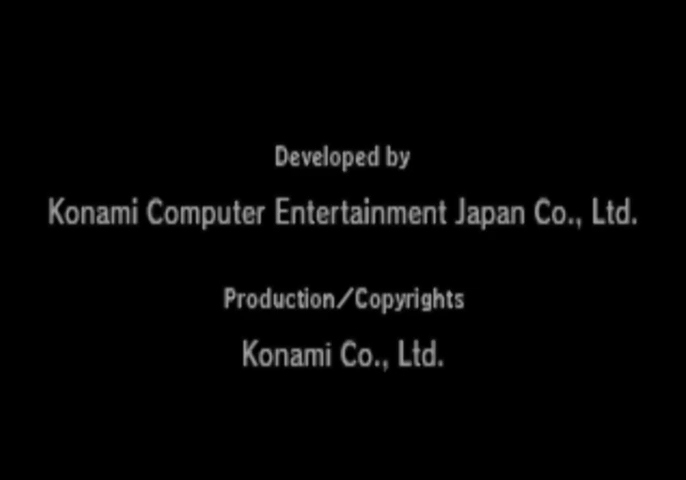 Developed by
Konami Computer Entertainment Japan Co., Ltd.
Production/Copyrights
Konami Co., Ltd.